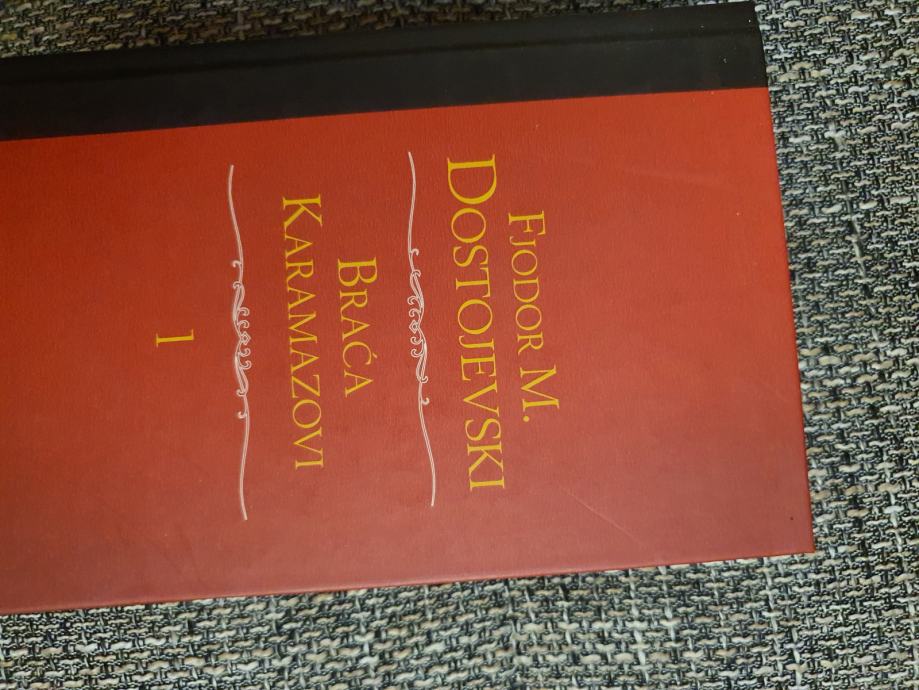 FJODOR M.
DOSTOJEVSKI
BRAĆA
KARAMAZOVI
1